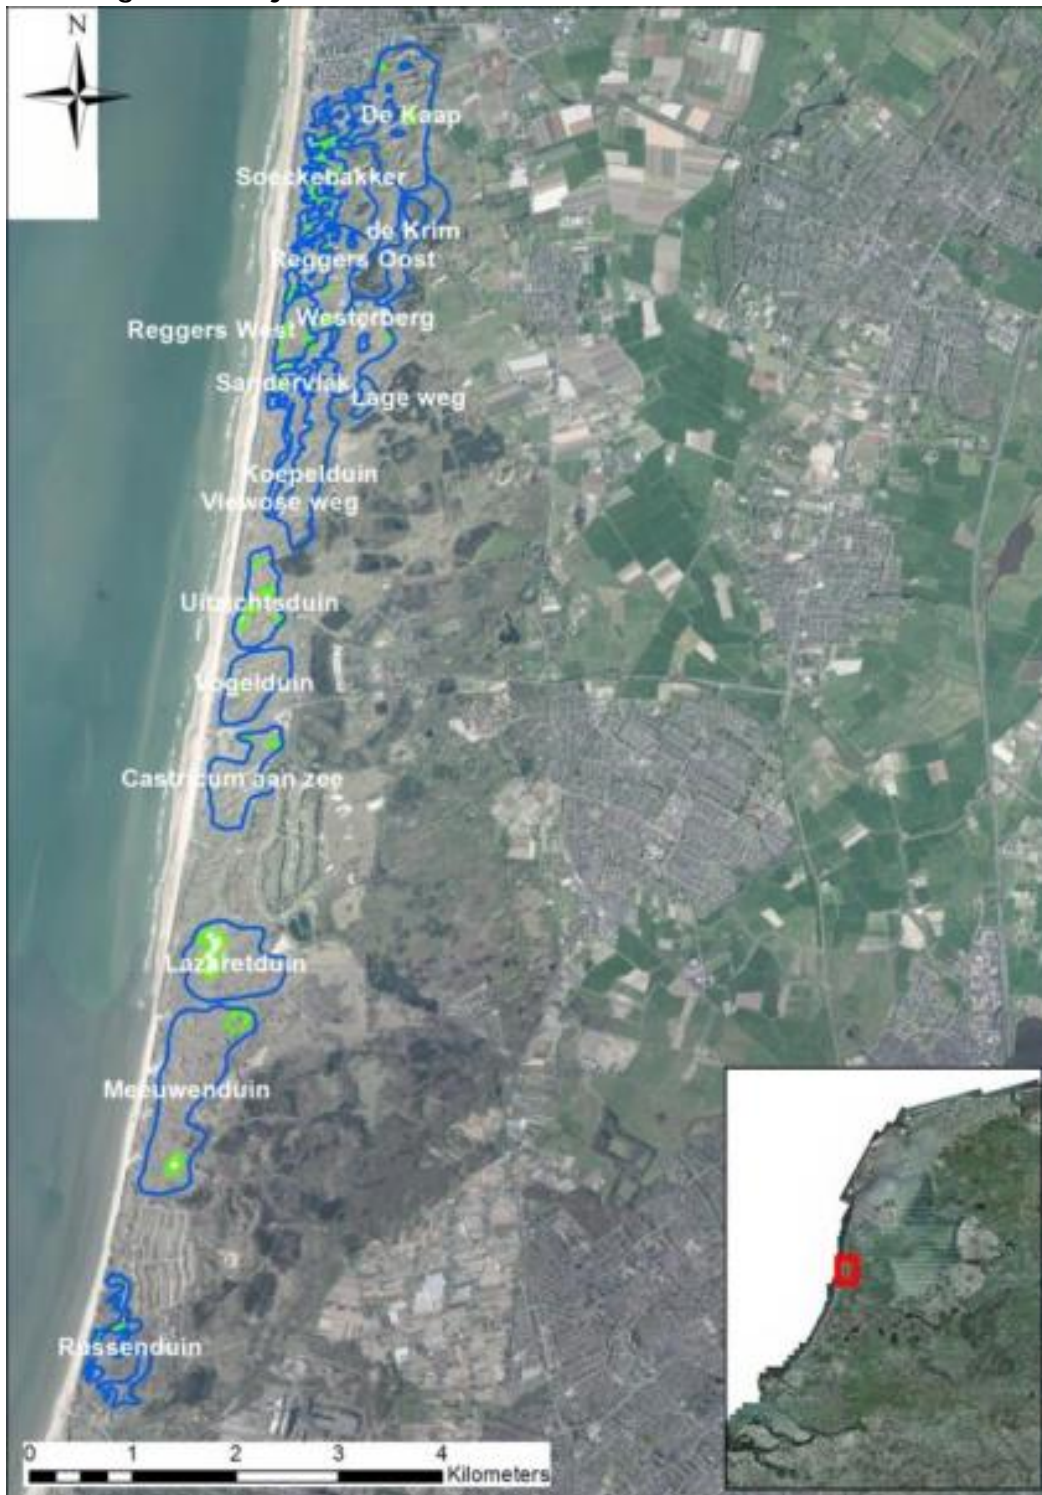 N
De Kaap
Soeckebakker
de Krim
Reggers Oost
Westerberg
Reggers West
Sandervlak
Lage weg
Koepelduin
Vlewose weg
Uitzichtsduin
Vogelduin
Castricum aan zee
Lazaretduin
Meeuwenduin
Russenduin
0 1 2 3 4
Kilometers